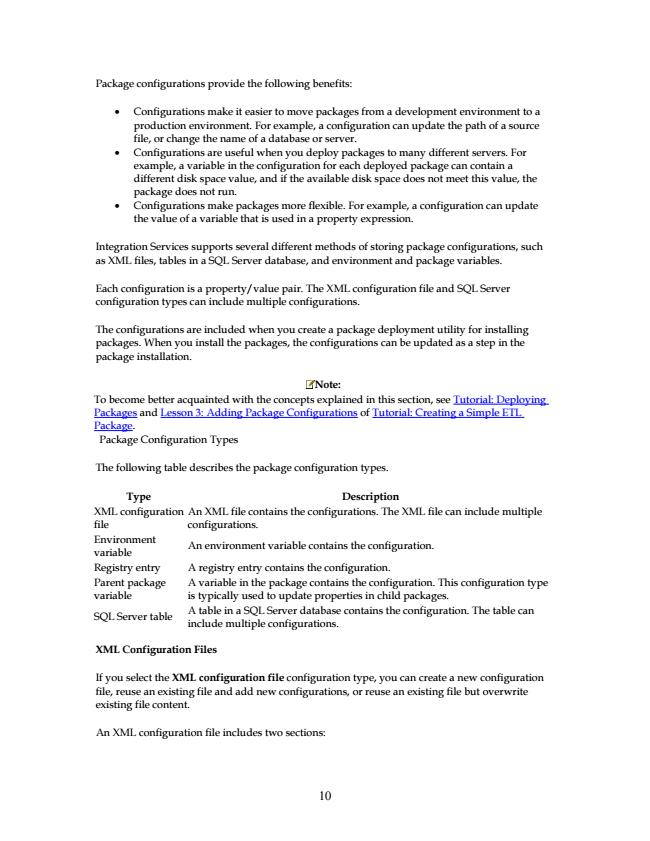 Package configurations provide the following benefits:
• Configurations make it easier to move packages from a development environment to a
production environment. For example, a configuration can update the path of a source
file, or change the name of a database or server.
• Configurations are useful when you deploy packages to many different servers. For
example, a variable in the configuration for each deployed package can contain a
different disk space value, and if the available disk space does not meet this value, the
package does not run.
• Configurations make packages more flexible. For example, a configuration can update
the value of a variable that is used in a property expression.
Integration Services supports several different methods of storing package configurations, such
as XML files, tables in a SQL Server database, and environment and package variables.
Each configuration is a property/value pair. The XML configuration file and SQL Server
configuration types can include multiple configurations.
The configurations are included when you create a package deployment utility for installing
packages. When you install the packages, the configurations can be updated as a step in the
package installation.
Note:
To become better acquainted with the concepts explained in this section, see Tutorial: Deploying
Packages and Lesson 3: Adding Package Configurations of Tutorial: Creating a Simple ETL
Package.
Package Configuration Types
The following table describes the package configuration types.
Type Description
XML configuration An XML file contains the configurations. The XML file can include multiple
file configurations.
Environment
variable An environment variable contains the configuration.
Registry entry A registry entry contains the configuration.
Parent package A variable in the package contains the configuration. This configuration type
variable is typically used to update properties in child packages.
SQL Server table A table in a SQL Server database contains the configuration. The table can
include multiple configurations.
XML Configuration Files
If you select the XML configuration file configuration type, you can create a new configuration
file, reuse an existing file and add new configurations, or reuse an existing file but overwrite
existing file content.
An XML configuration file includes two sections:
10